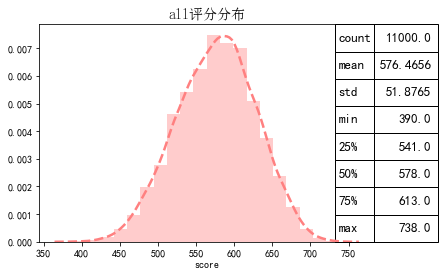 all评分分布
0.007
0.006
0.005
0.004
0.003
0.002
0.001
0.000
350 400 450 500 550 600 650 700 750
score
count 11000.0
mean 576.4656
std 51.8765
min 390.0
25% 541.0
50% 578.0
75% 613.0
max 738.0